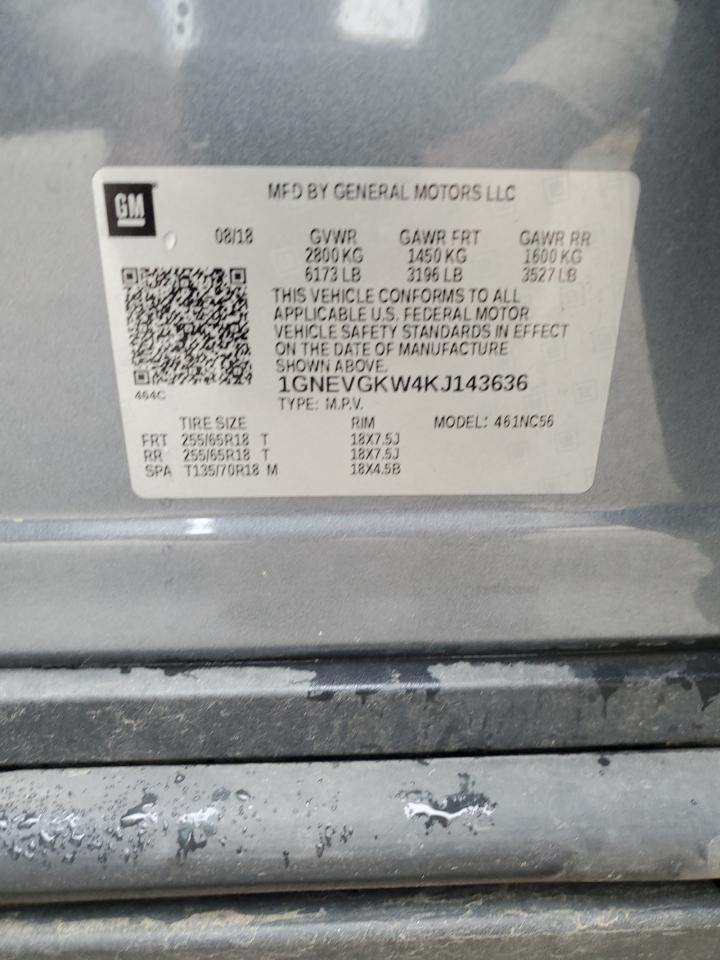 GM
MFD BY GENERAL MOTORS LLC
08/18 GVWR GAWR FRT GAWR RR
2800 KG 1450 KG 1600 KG
6173 LB 3196 LB 3527 LB
THIS VEHICLE CONFORMS TO ALL
APPLICABLE U.S. FEDERAL MOTOR
VEHICLE SAFETY STANDARDS IN EFFECT
ON THE DATE OF MANUFACTURE
SHOWN ABOVE.
1GNEVGKW4KJ143636
464C
TYPE: M.P.V.
TIRE SIZE RIM MODEL: 461NC56
FRT 255/65R18 T 18X7.5J
RR 255/65R18 T 18X7.5J
SPA T135/70R18 M 18X4.5B